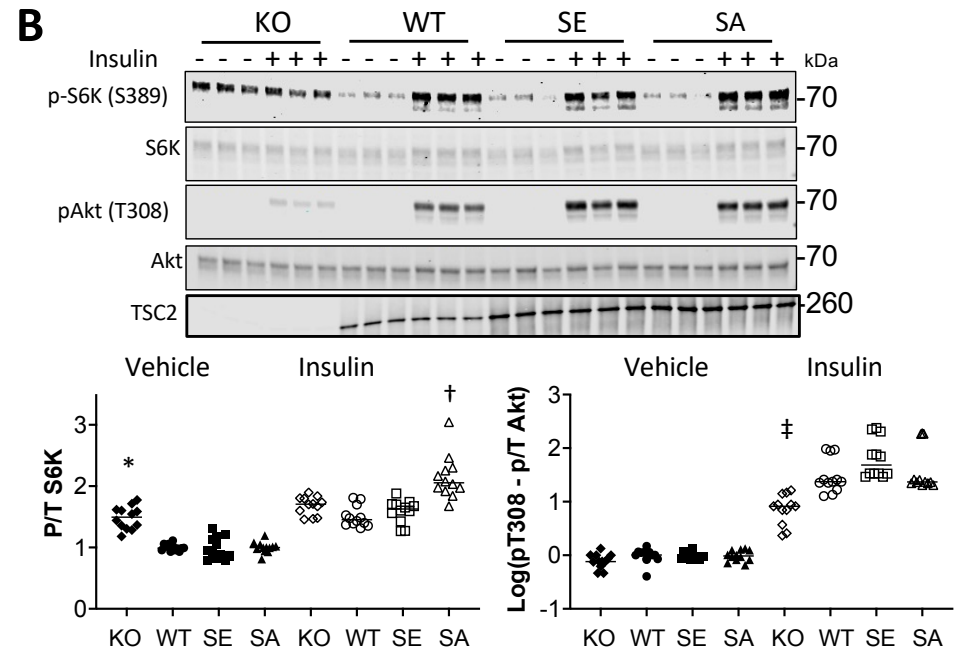 B
KO WT SE SA
Insulin - - - + + + - - - + + + - - - + + + - - - + + + kDa
p-S6K (S389) -70
S6K -70
pAkt (T308) -70
Akt -70
TSC2 -260
Vehicle Insulin
P/T S6K
3
2
1
0
*
†
KO WT SE SA KO WT SE SA
Vehicle Insulin
Log(pT308 - p/T Akt)
3
2
1
0
-1
‡
KO WT SE SA KO WT SE SA